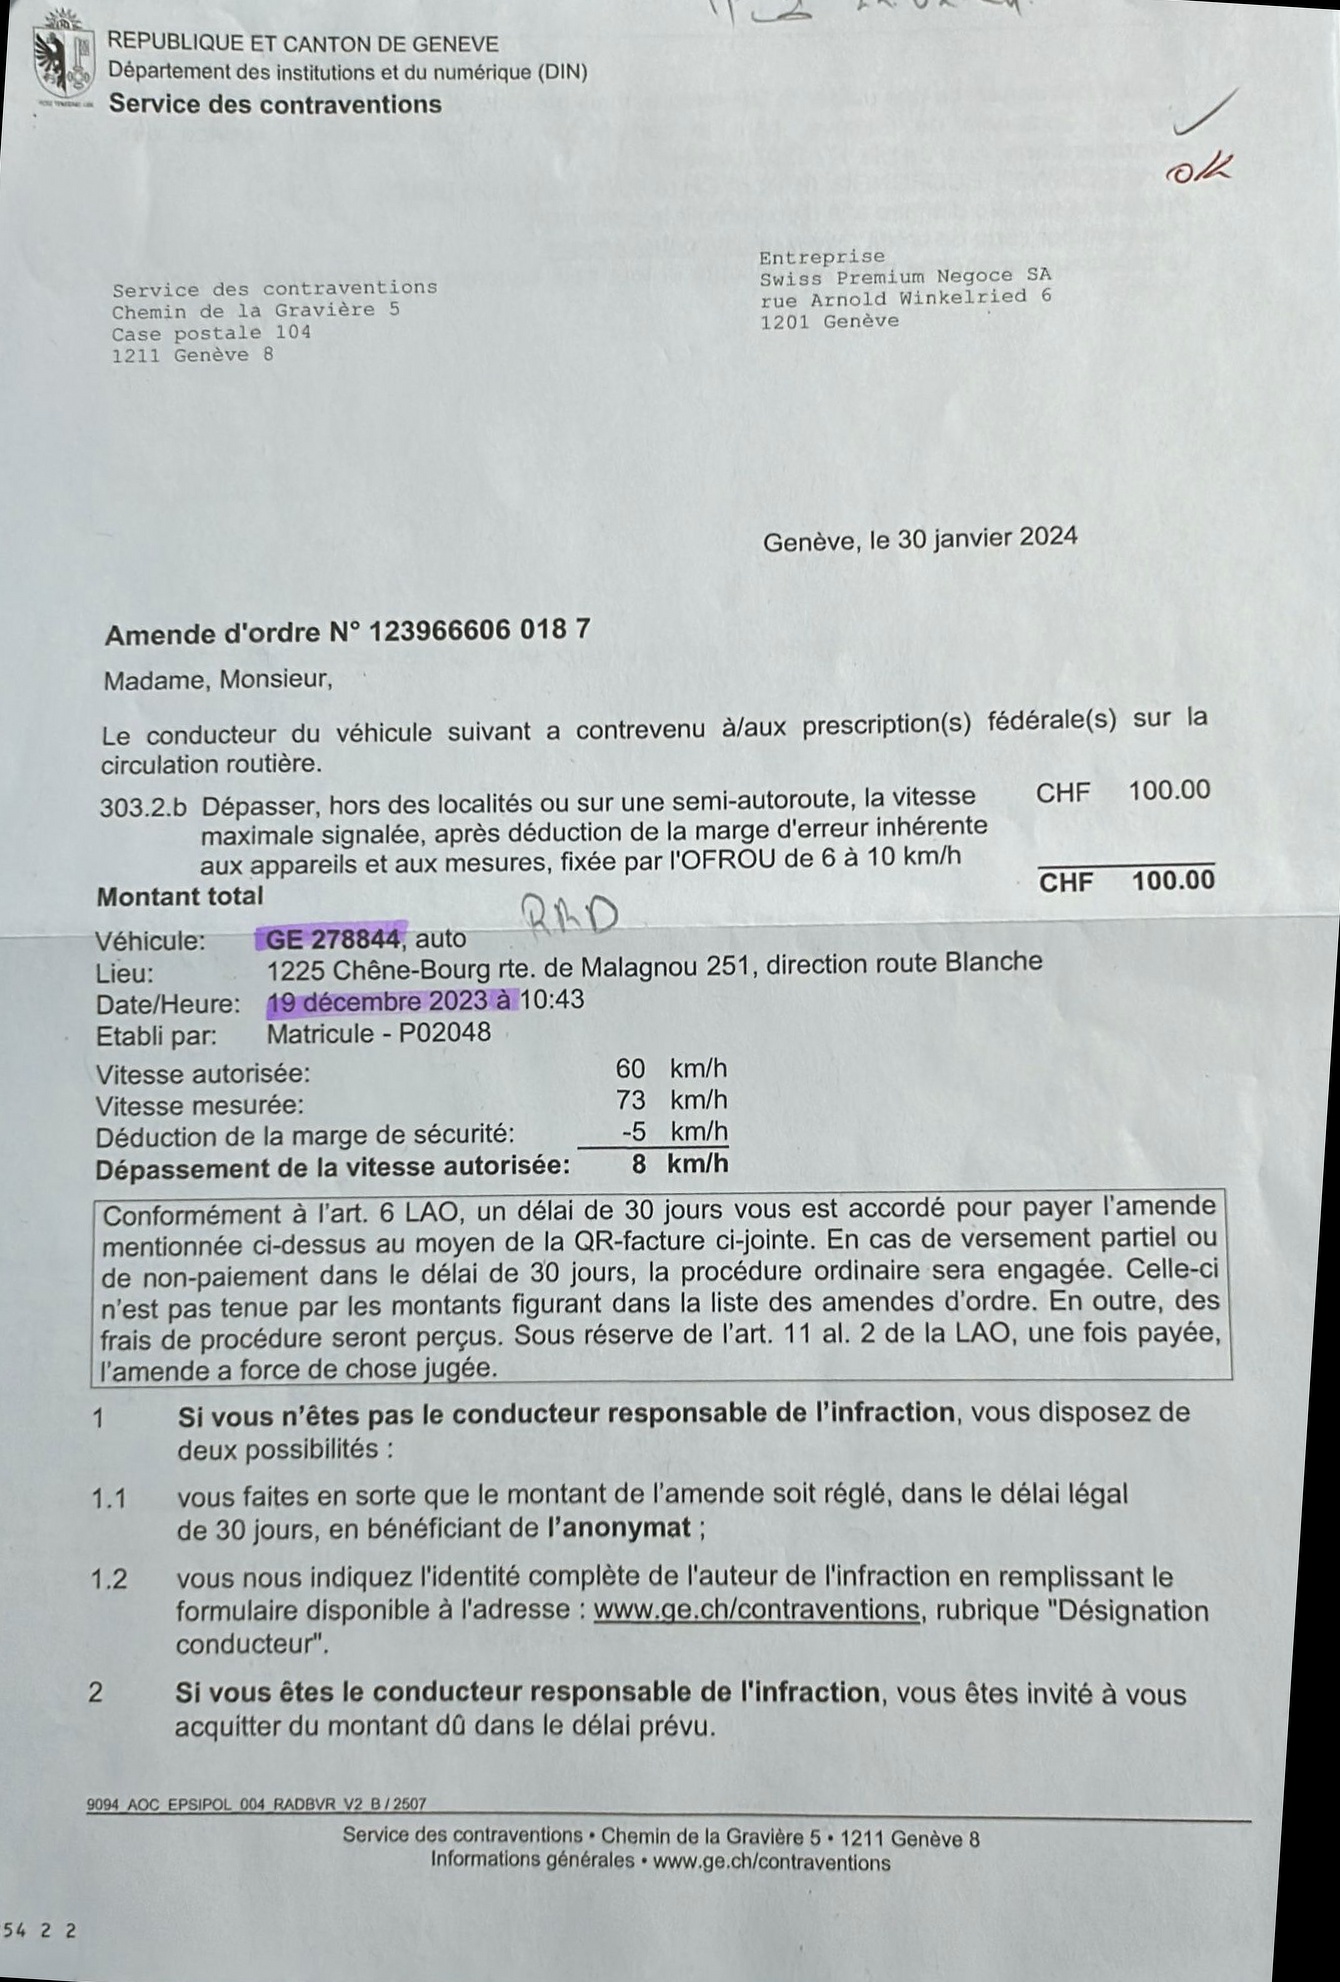 REPUBLIQUE ET CANTON DE GENEVE
Département des institutions et du numérique (DIN)
Service des contraventions
ok
Service des contraventions
Chemin de la Gravière 5
Case postale 104
1211 Genève 8
Entreprise
Swiss Premium Negoce SA
rue Arnold Winkelried 6
1201 Genève
Genève, le 30 janvier 2024
Amende d'ordre N° 123966606 018 7
Madame, Monsieur,
Le conducteur du véhicule suivant a contrevenu à/aux prescription(s) fédérale(s) sur la
circulation routière.
303.2.b Dépasser, hors des localités ou sur une semi-autoroute, la vitesse CHF 100.00
maximale signalée, après déduction de la marge d'erreur inhérente
aux appareils et aux mesures, fixée par l'OFROU de 6 à 10 km/h
Montant total CHF 100.00
Véhicule: GE 278844, auto
Lieu: 1225 Chêne-Bourg rte. de Malagnou 251, direction route Blanche
Date/Heure: 19 décembre 2023 à 10:43
Etabli par: Matricule - P02048
Vitesse autorisée: 60 km/h
Vitesse mesurée: 73 km/h
Déduction de la marge de sécurité: -5 km/h
Dépassement de la vitesse autorisée: 8 km/h
Conformément à l'art. 6 LAO, un délai de 30 jours vous est accordé pour payer l'amende
mentionnée ci-dessus au moyen de la QR-facture ci-jointe. En cas de versement partiel ou
de non-paiement dans le délai de 30 jours, la procédure ordinaire sera engagée. Celle-ci
n'est pas tenue par les montants figurant dans la liste des amendes d'ordre. En outre, des
frais de procédure seront perçus. Sous réserve de l'art. 11 al. 2 de la LAO, une fois payée,
l'amende a force de chose jugée.
1 Si vous n'êtes pas le conducteur responsable de l'infraction, vous disposez de
deux possibilités :
1.1 vous faites en sorte que le montant de l'amende soit réglé, dans le délai légal
de 30 jours, en bénéficiant de l'anonymat ;
1.2 vous nous indiquez l'identité complète de l'auteur de l'infraction en remplissant le
formulaire disponible à l'adresse : www.ge.ch/contraventions, rubrique "Désignation
conducteur".
2 Si vous êtes le conducteur responsable de l'infraction, vous êtes invité à vous
acquitter du montant dû dans le délai prévu.
9094_AOC_EPSIPOL_004_RADBVR_V2_B / 2507
Service des contraventions • Chemin de la Gravière 5 • 1211 Genève 8
Informations générales • www.ge.ch/contraventions
54 2 2